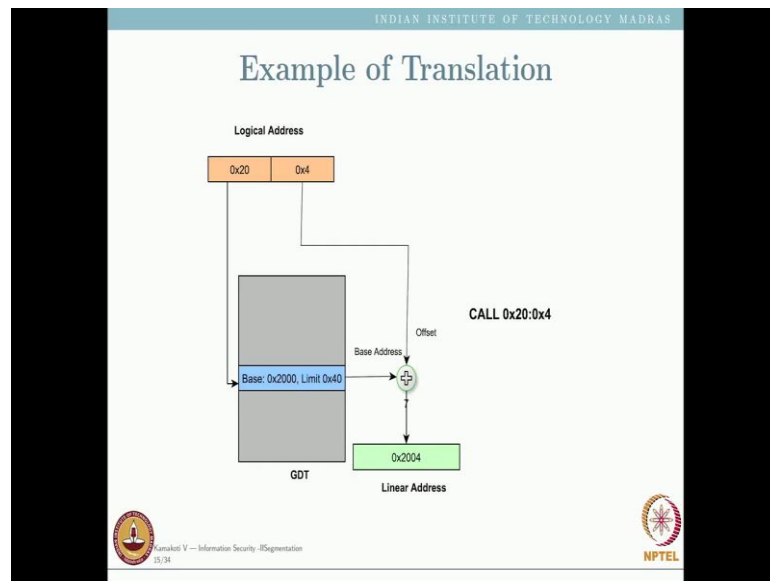 INDIAN INSTITUTE OF TECHNOLOGY MADRAS
Example of Translation
Logical Address
0x20 0x4
CALL 0x20:0x4
Offset
Base Address
Base: 0x2000, Limit 0x40
0x2004
GDT
Linear Address
Kamakoti V — Information Security -IISegmentation
15/34
NPTEL